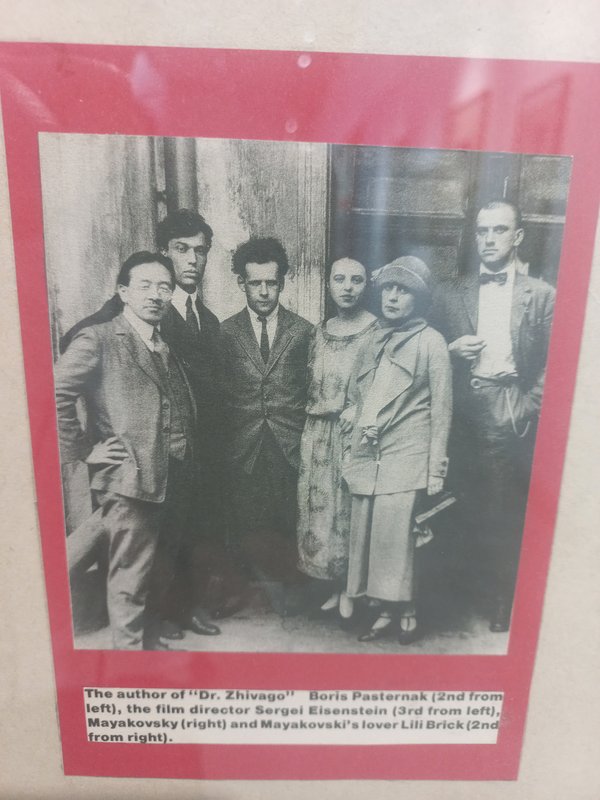 The author of "Dr. Zhivago" Boris Pasternak (2nd from
left), the film director Sergei Eisenstein (3rd from left),
Mayakovsky (right) and Mayakovski's lover Lili Brick (2nd
from right).